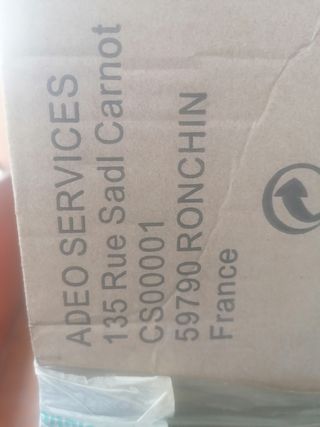 ADEO SERVICES
135 Rue Sadl Carnot
CS00001
59790 RONCHIN
France